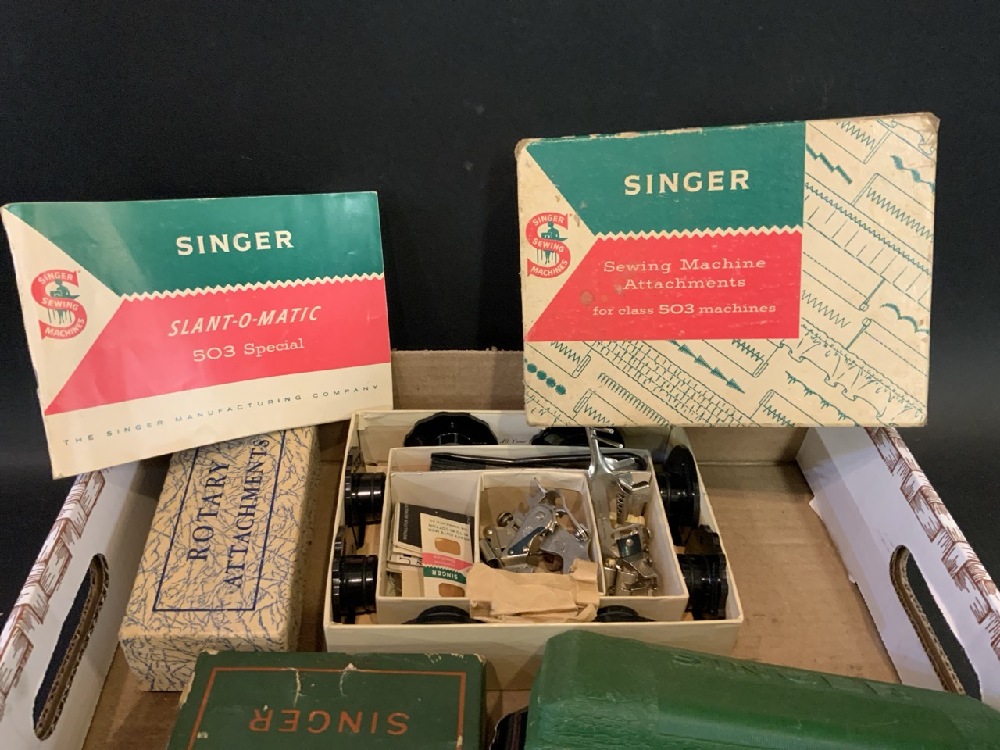 SINGER
SINGER
SEWING
MACHINES
SLANT-O-MATIC
503 Special
THE SINGER MANUFACTURING COMPANY
SINGER
SINGER
SEWING
MACHINES
Sewing Machine
Attachments
for class 503 machines
ROTARY
ATTACHMENTS
SINGER
SINGER